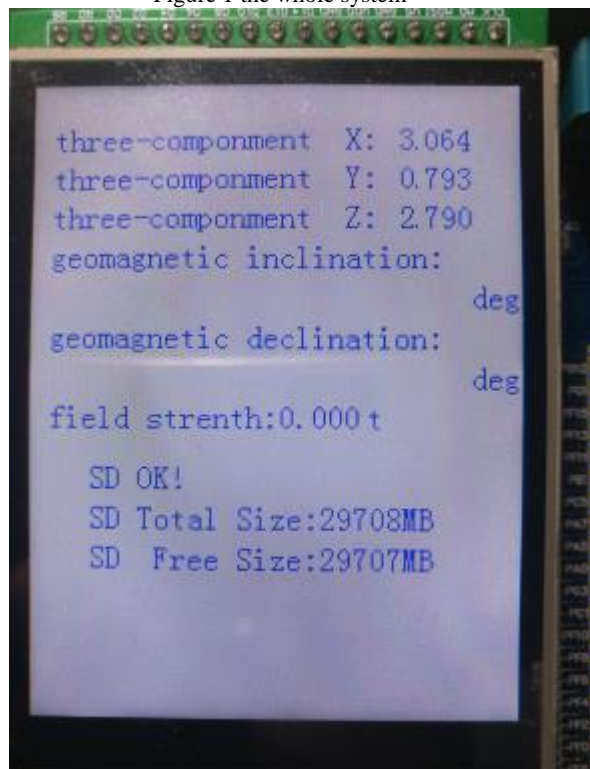 Figure 1 the whole system
three-componment X: 3.064
three-componment Y: 0.793
three-componment Z: 2.790
geomagnetic inclination:
deg
geomagnetic declination:
deg
field strenth:0.000 t
SD OK!
SD Total Size:29708MB
SD Free Size:29707MB